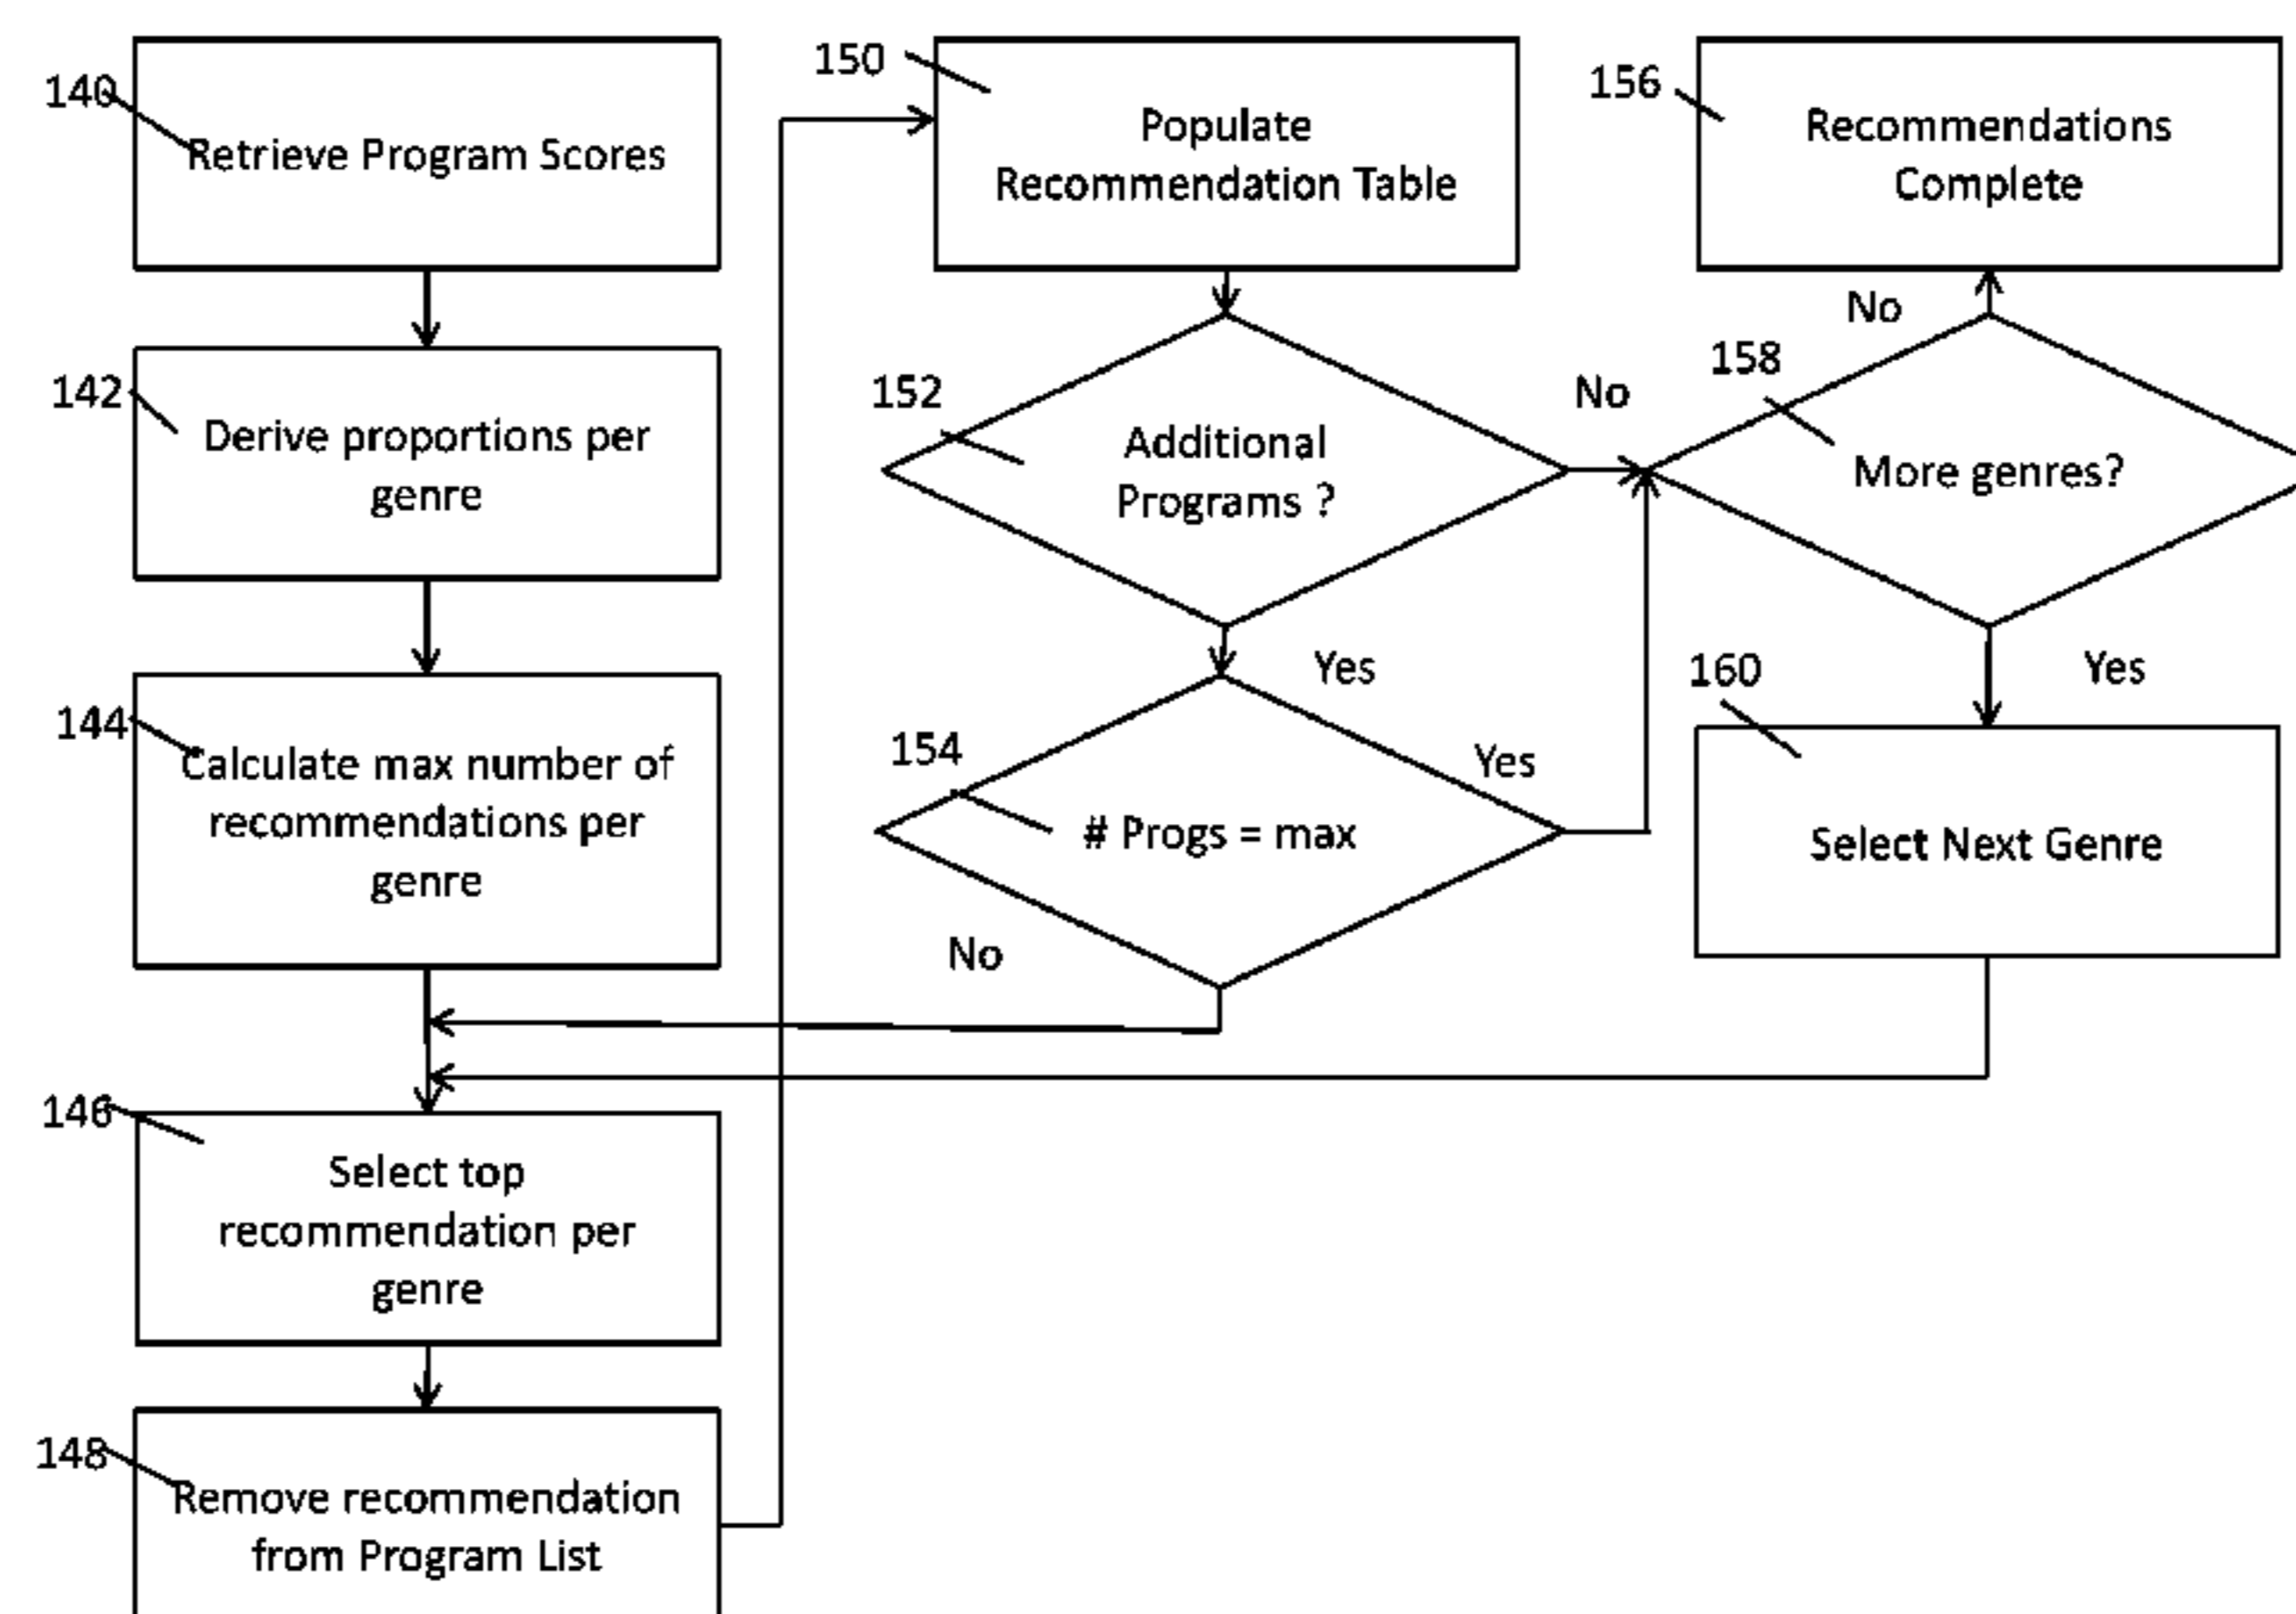 140
Retrieve Program Scores
142
Derive proportions per
genre
144
Calculate max number of
recommendations per
genre
146
Select top
recommendation per
genre
148
Remove recommendation
from Program List
150
Populate
Recommendation Table
152
Additional
Programs ?
No
Yes
154
# Progs = max
Yes
No
156
Recommendations
Complete
No
158
More genres?
Yes
160
Select Next Genre